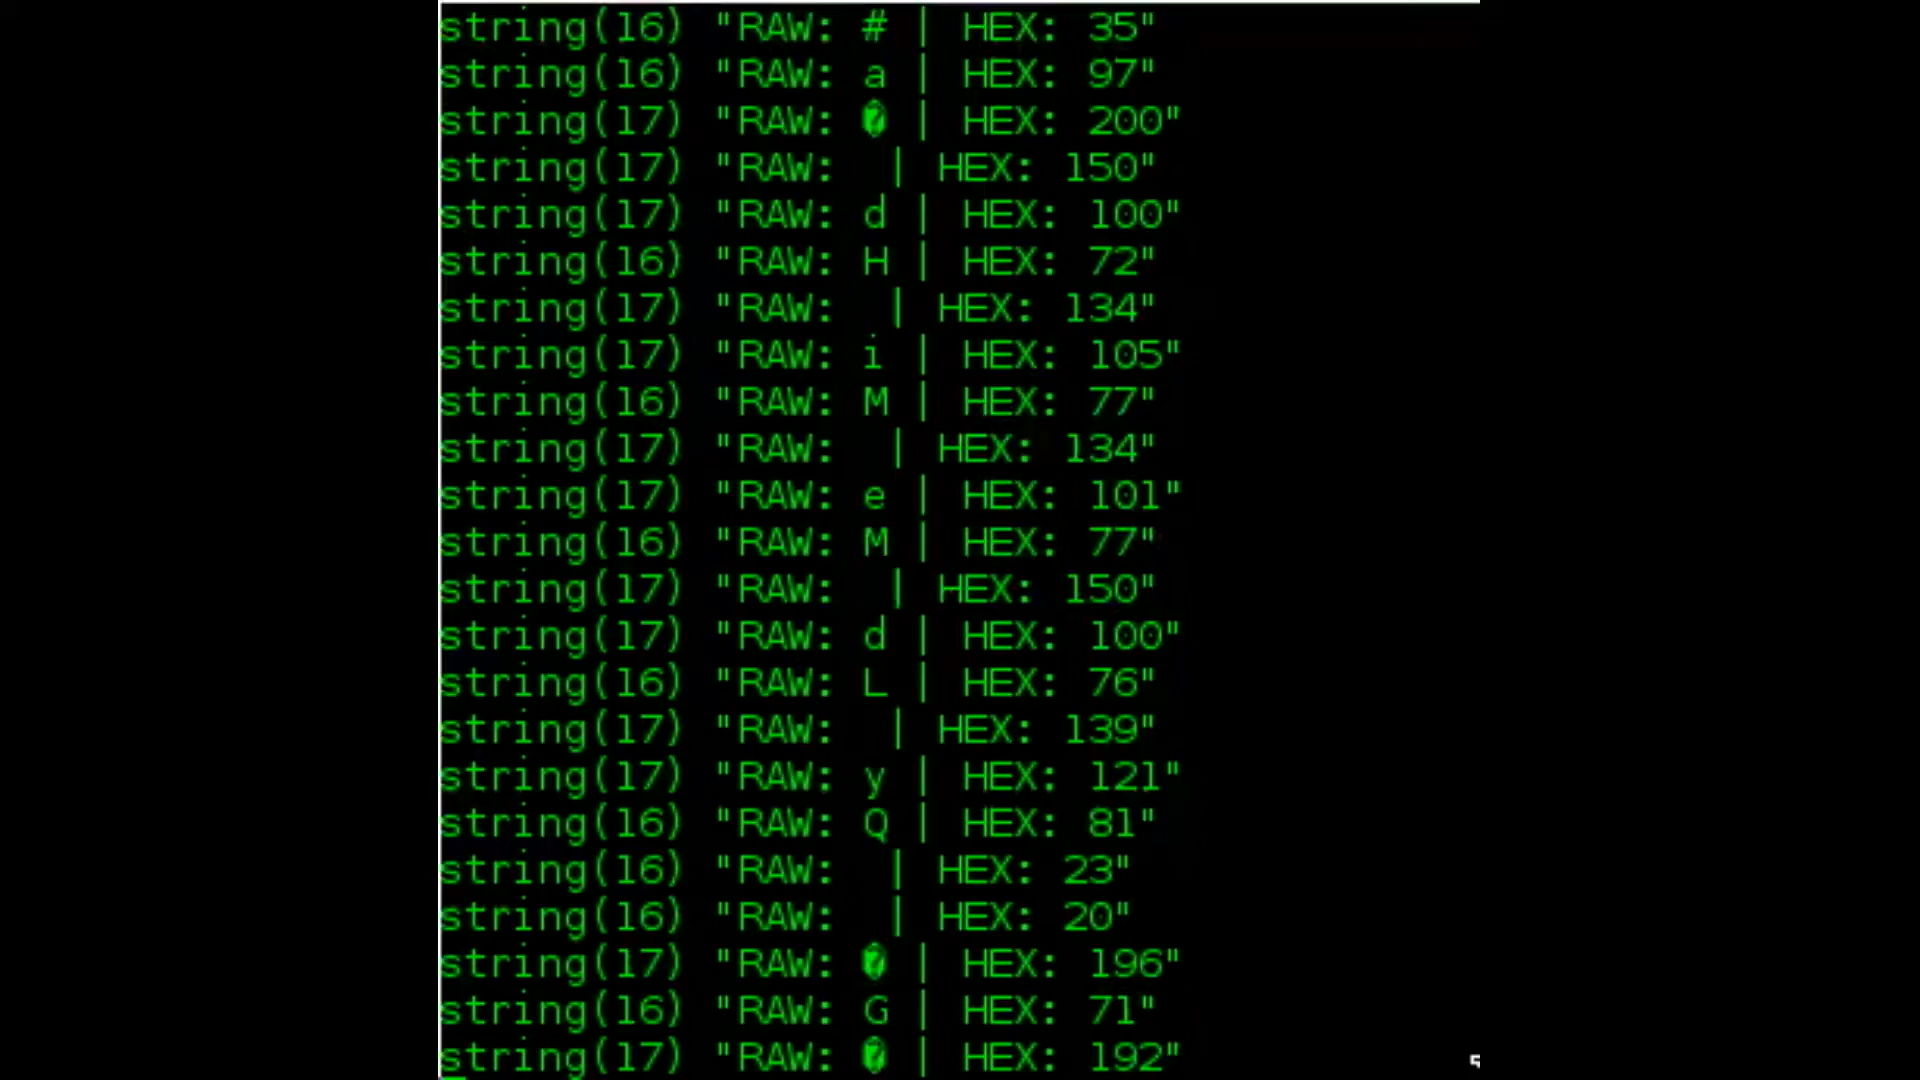 string(16) "RAW: # | HEX: 35"
string(16) "RAW: a | HEX: 97"
string(17) "RAW: � | HEX: 200"
string(17) "RAW:  | HEX: 150"
string(17) "RAW: d | HEX: 100"
string(16) "RAW: H | HEX: 72"
string(17) "RAW:  | HEX: 134"
string(17) "RAW: i | HEX: 105"
string(16) "RAW: M | HEX: 77"
string(17) "RAW:  | HEX: 134"
string(17) "RAW: e | HEX: 101"
string(16) "RAW: M | HEX: 77"
string(17) "RAW:  | HEX: 150"
string(17) "RAW: d | HEX: 100"
string(16) "RAW: L | HEX: 76"
string(17) "RAW:  | HEX: 139"
string(17) "RAW: y | HEX: 121"
string(16) "RAW: Q | HEX: 81"
string(16) "RAW:  | HEX: 23"
string(16) "RAW:  | HEX: 20"
string(17) "RAW: � | HEX: 196"
string(16) "RAW: G | HEX: 71"
string(17) "RAW: � | HEX: 192"